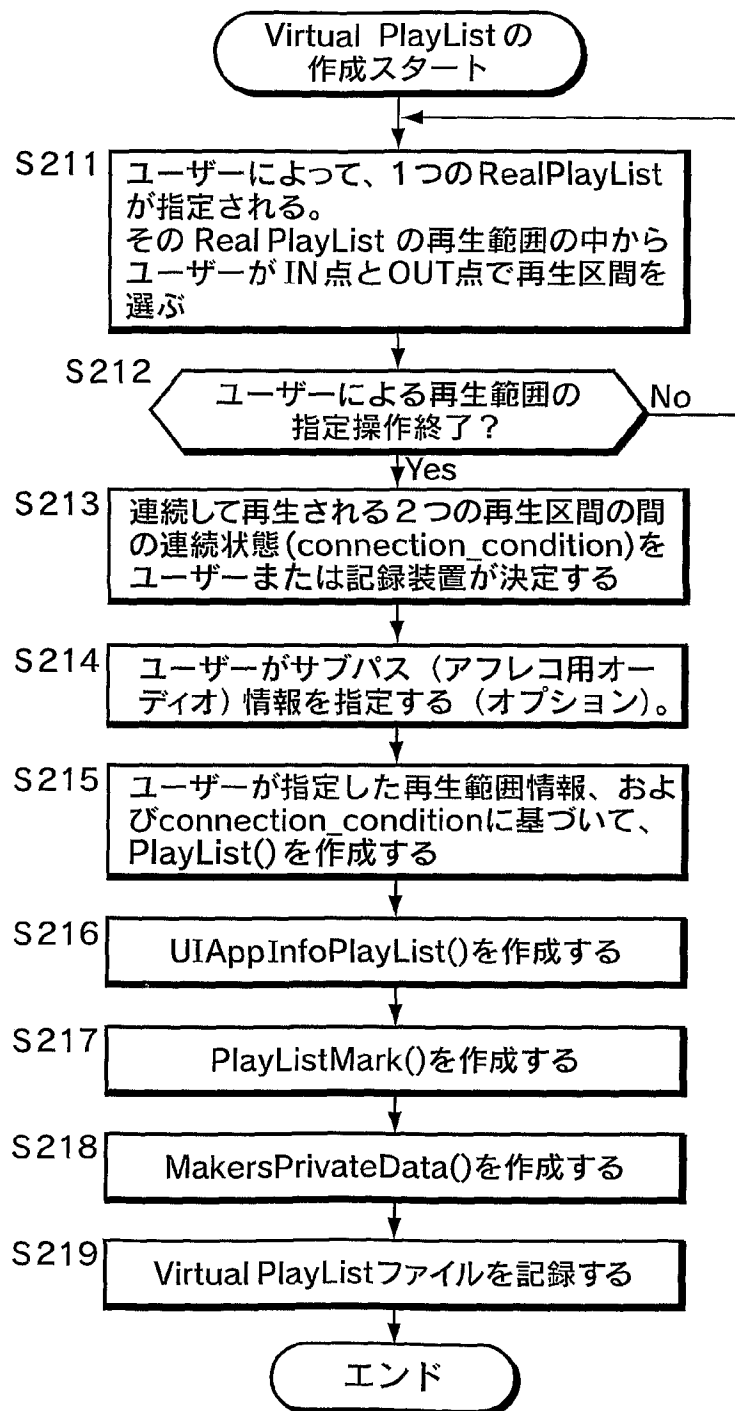 Virtual PlayList の
作成スタート
S211
ユーザーによって、1つのRealPlayList
が指定される。
その Real PlayList の再生範囲の中から
ユーザーが IN点とOUT点で再生区間を
選ぶ
S212
ユーザーによる再生範囲の
指定操作終了？
No
Yes
S213
連続して再生される２つの再生区間の間
の連続状態(connection_condition)を
ユーザーまたは記録装置が決定する
S214
ユーザーがサブパス（アフレコ用オー
ディオ）情報を指定する（オプション）。
S215
ユーザーが指定した再生範囲情報、およ
びconnection_conditionに基づいて、
PlayList()を作成する
S216
UIAppInfoPlayList()を作成する
S217
PlayListMark()を作成する
S218
MakersPrivateData()を作成する
S219
Virtual PlayListファイルを記録する
エンド